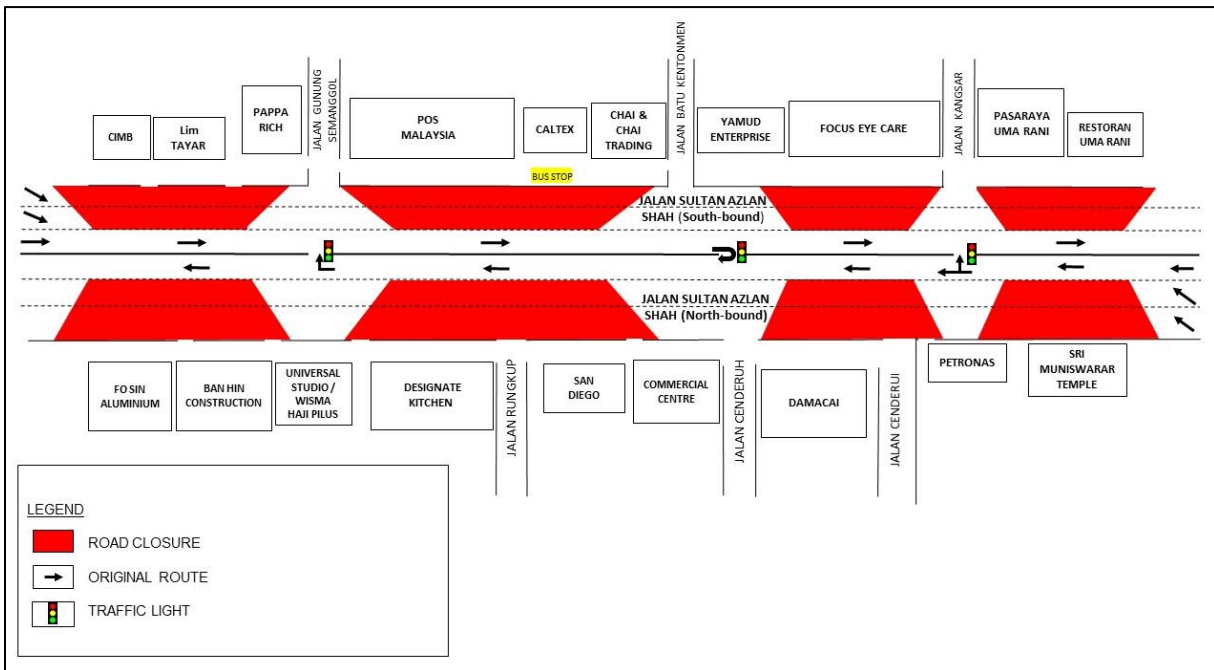 JALAN GUNUNG
SEMANGGOL
JALAN BATU KENTONMEN
JALAN KANGSAR
CIMB
Lim
TAYAR
PAPPA
RICH
POS
MALAYSIA
CALTEX
CHAI &
CHAI
TRADING
YAMUD
ENTERPRISE
FOCUS EYE CARE
PASARAYA
UMA RANI
RESTORAN
UMA RANI
BUS STOP
JALAN SULTAN AZLAN
SHAH (South-bound)
JALAN SULTAN AZLAN
SHAH (North-bound)
FO SIN
ALUMINIUM
BAN HIN
CONSTRUCTION
UNIVERSAL
STUDIO /
WISMA
HAJI PILUS
DESIGNATE
KITCHEN
JALAN RUNGKUP
SAN
DIEGO
COMMERCIAL
CENTRE
JALAN CENDERUH
DAMACAI
JALAN CENDERUI
PETRONAS
SRI
MUNISWARAR
TEMPLE
LEGEND
ROAD CLOSURE
ORIGINAL ROUTE
TRAFFIC LIGHT